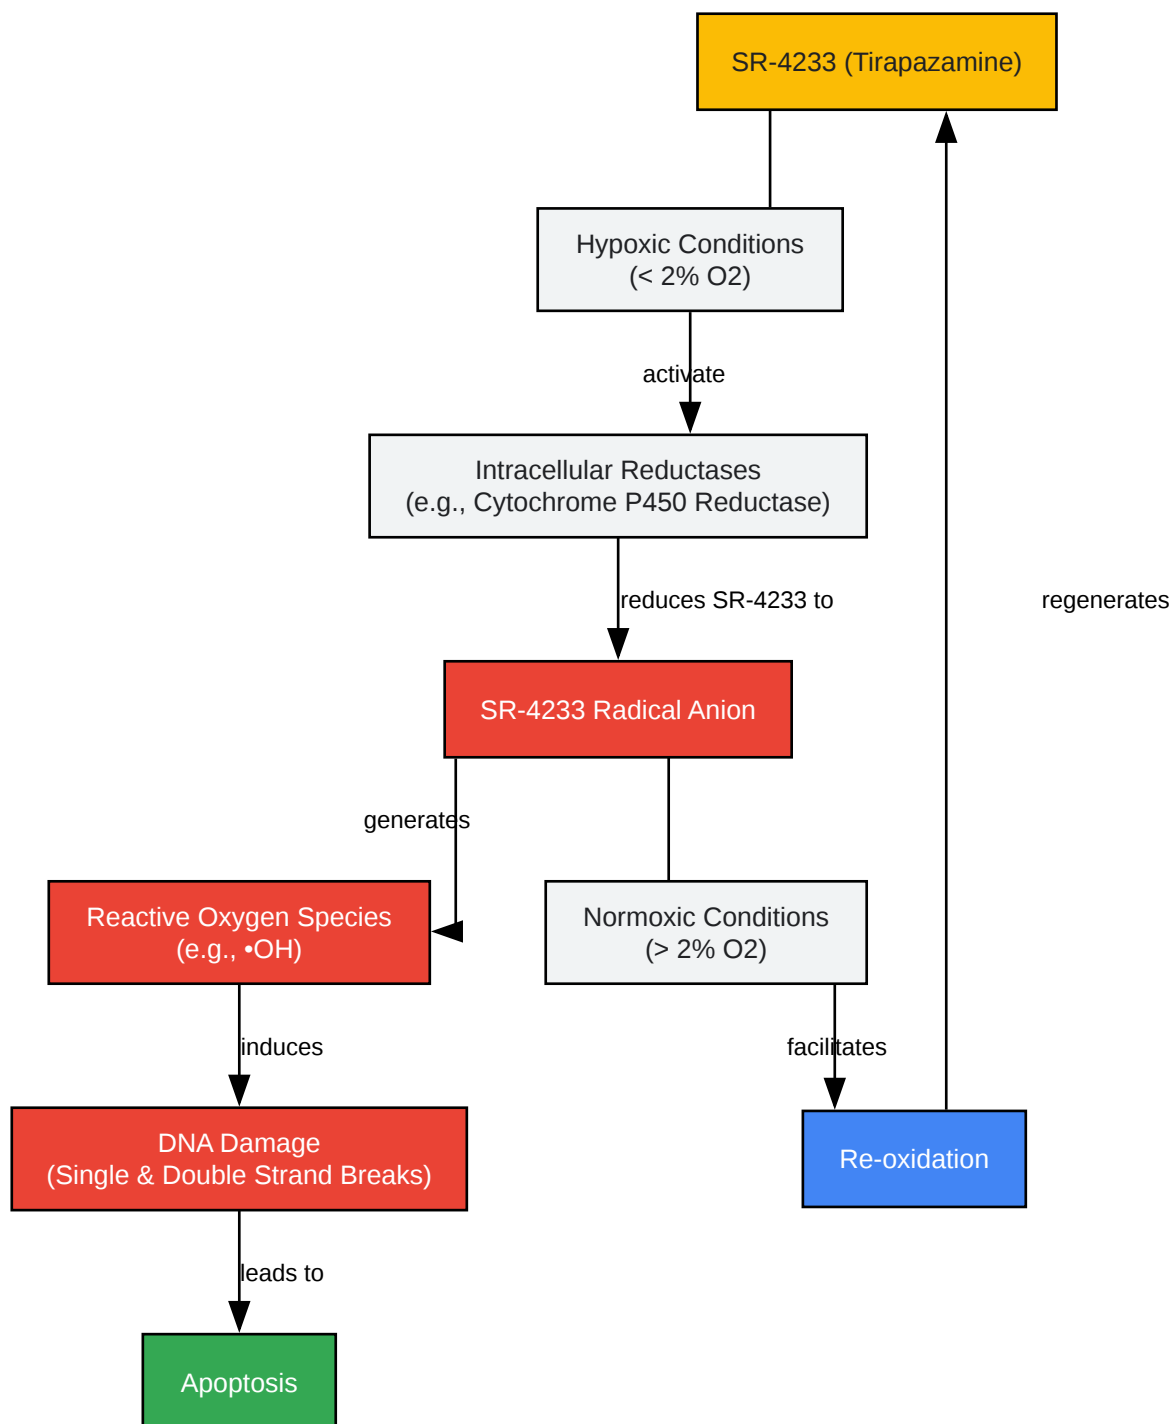 SR-4233 (Tirapazamine)
Hypoxic Conditions
(< 2% O2)
activate
Intracellular Reductases
(e.g., Cytochrome P450 Reductase)
reduces SR-4233 to
regenerates
SR-4233 Radical Anion
generates
Reactive Oxygen Species
(e.g., •OH)
Normoxic Conditions
(> 2% O2)
induces
facilitates
DNA Damage
(Single & Double Strand Breaks)
Re-oxidation
leads to
Apoptosis